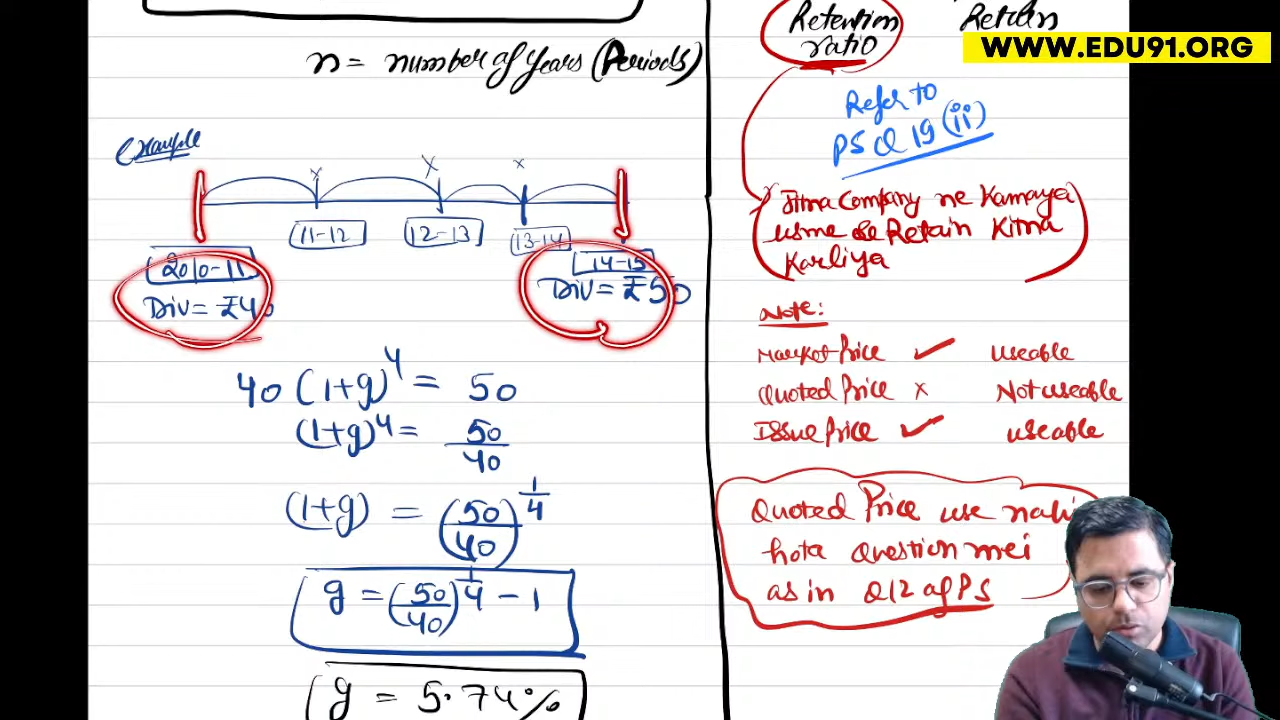 n = number of years (Periods)
Example
11-12
12-13
13-14
2010-11
14-15
Div = ₹40
Div = ₹50
40 (1+g)^4 = 50
(1+g)^4 = 50/40
(1+g) = (50/40)^1/4
g = (50/40)^1/4 - 1
g = 5.74%
Retention
ratio
Return
WWW.EDU91.ORG
Refer to
PS Q 19 (ii)
Jitna Company ne Kamaya
usme se Retain Kitna
Karliya
Note:
Market Price ✓ useable
Quoted Price x Not useable
Issue Price ✓ useable
Quoted Price use nahi
hota question mei
as in Q12 of PS